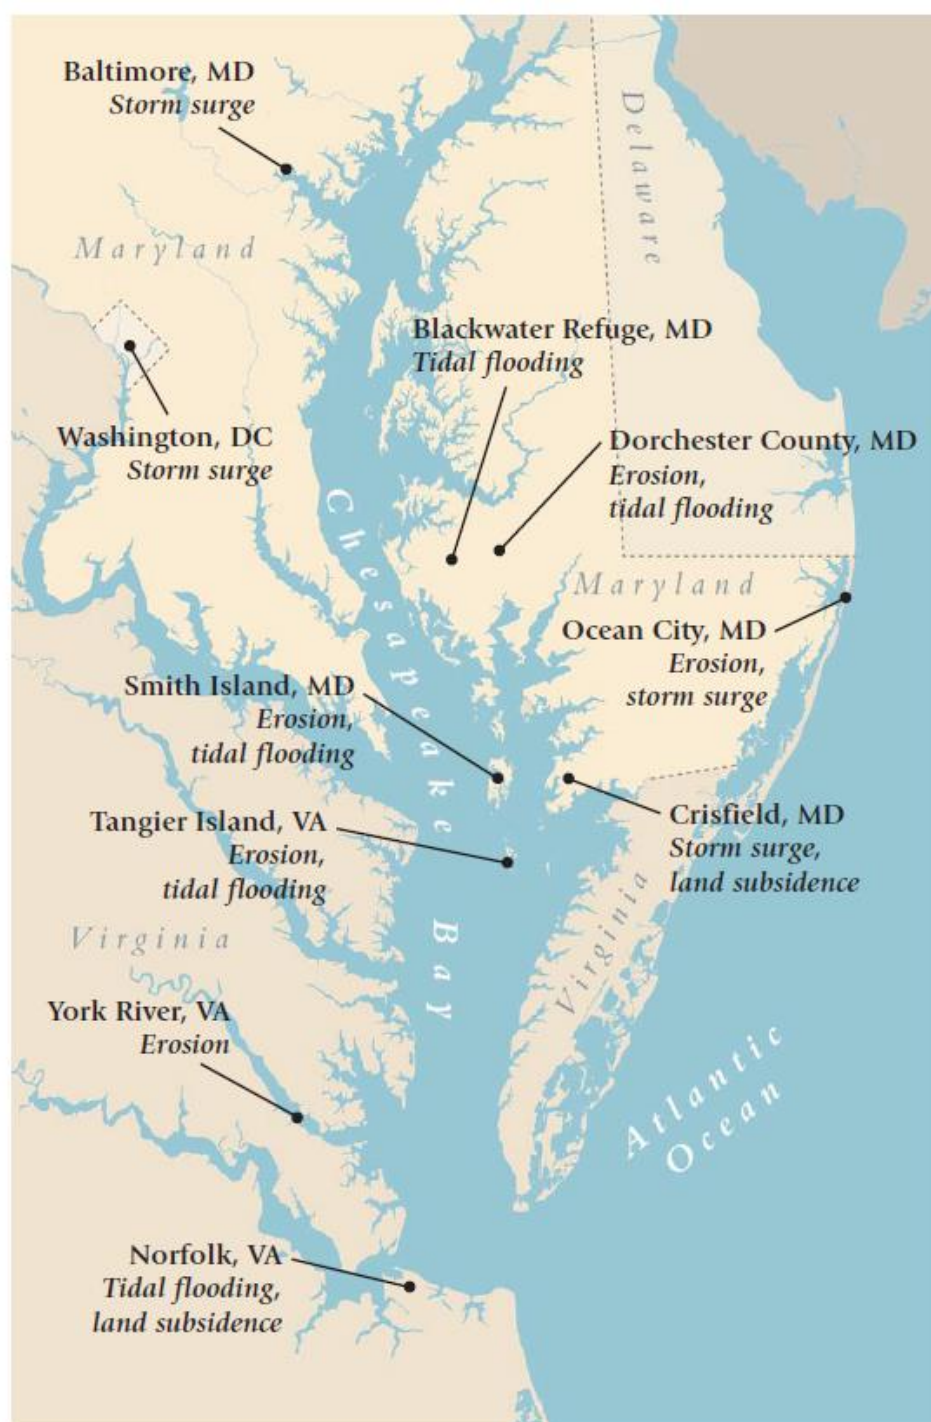 Baltimore, MD
Storm surge
Delaware
Maryland
Blackwater Refuge, MD
Tidal flooding
Washington, DC
Storm surge
Dorchester County, MD
Erosion,
tidal flooding
Chesapeake Bay
Maryland
Ocean City, MD
Erosion,
storm surge
Smith Island, MD
Erosion,
tidal flooding
Tangier Island, VA
Erosion,
tidal flooding
Crisfield, MD
Storm surge,
land subsidence
Virginia
Virginia
York River, VA
Erosion
Atlantic
Ocean
Norfolk, VA
Tidal flooding,
land subsidence